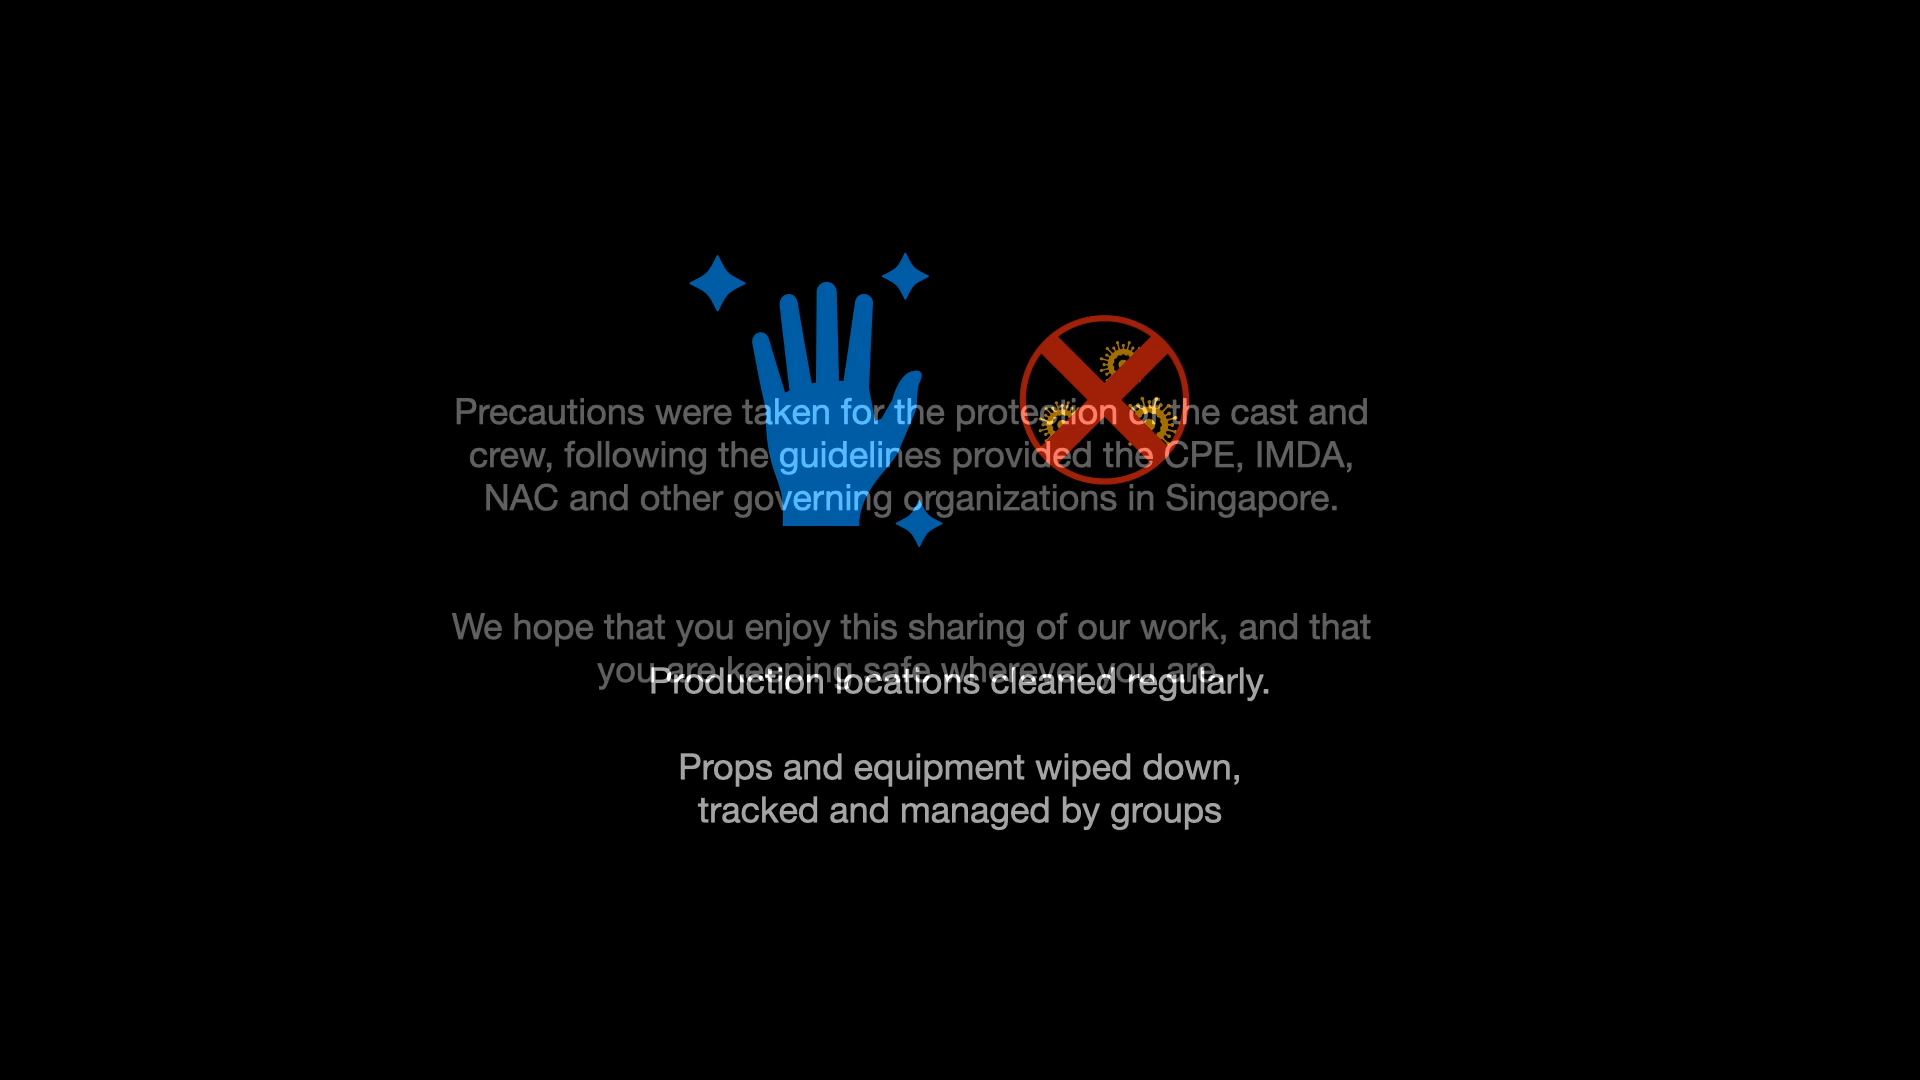 Precautions were taken for the protection of the cast and
crew, following the guidelines provided the CPE, IMDA,
NAC and other governing organizations in Singapore.
We hope that you enjoy this sharing of our work, and that
you are keeping safe wherever you are.
Production locations cleaned regularly.
Props and equipment wiped down,
tracked and managed by groups